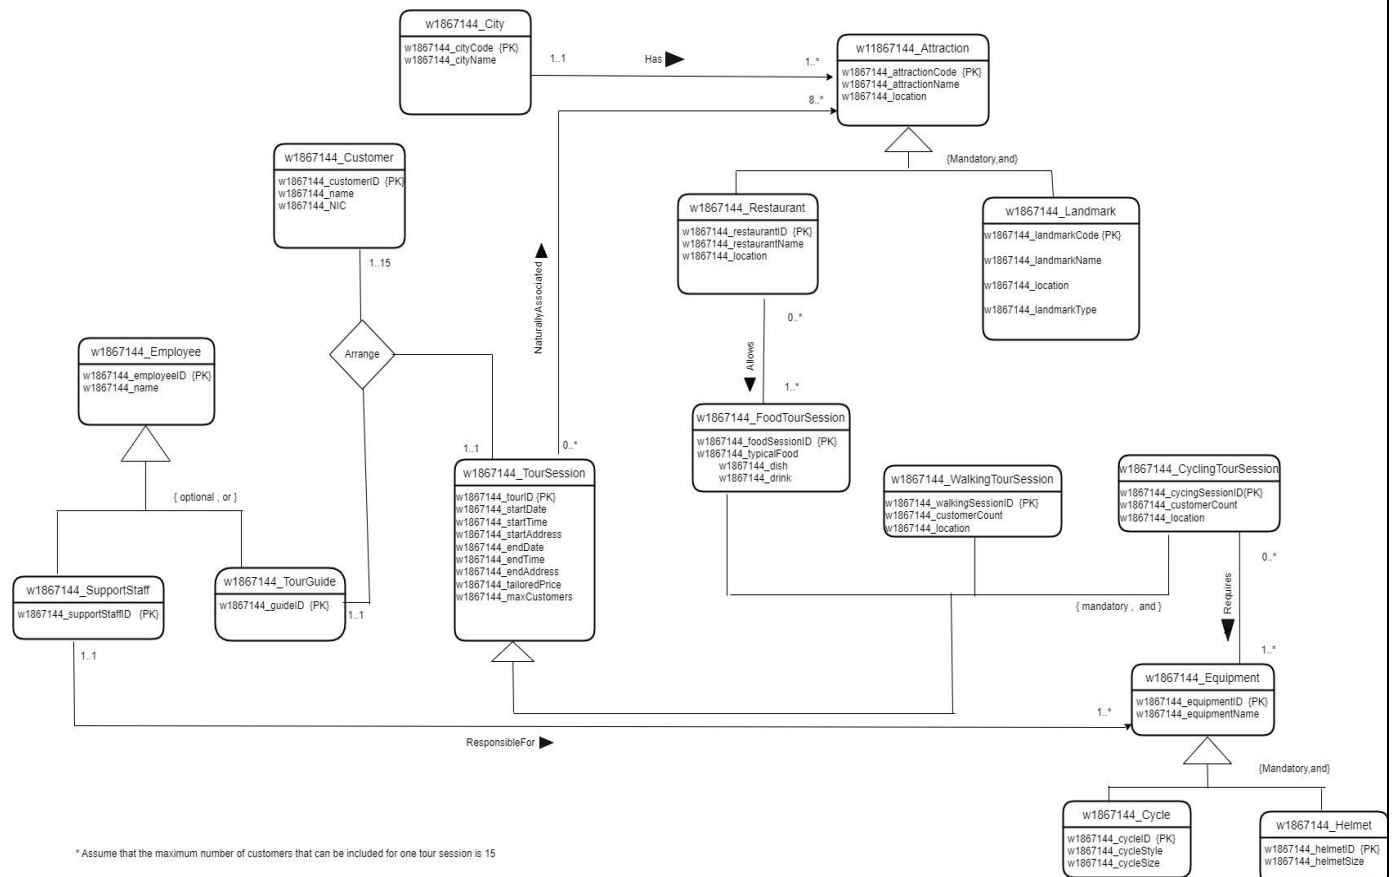 w1867144_City
w1867144_cityCode {PK}
w1867144_cityName
1..1
Has
1..*
w11867144_Attraction
w1867144_attractionCode {PK}
w1867144_attractionName
w1867144_location
8..*
{Mandatory,and}
w1867144_Customer
w1867144_customerID {PK}
w1867144_name
w1867144_NIC
1..15
w1867144_Restaurant
w1867144_restaurantID {PK}
w1867144_restaurantName
w1867144_location
w1867144_Landmark
w1867144_landmarkCode {PK}
w1867144_landmarkName
w1867144_location
w1867144_landmarkType
NaturallyAssociated
0..*
Allows
1..*
w1867144_Employee
w1867144_employeeID {PK}
w1867144_name
Arrange
w1867144_FoodTourSession
w1867144_foodSessionID {PK}
w1867144_typicalFood
w1867144_dish
w1867144_drink
1..1
0..*
w1867144_TourSession
w1867144_tourID {PK}
w1867144_startDate
w1867144_startTime
w1867144_startAddress
w1867144_endDate
w1867144_endTime
w1867144_endAddress
w1867144_tailoredPrice
w1867144_maxCustomers
w1867144_WalkingTourSession
w1867144_walkingSessionID {PK}
w1867144_customerCount
w1867144_location
w1867144_CyclingTourSession
w1867144_cycingSessionID{PK}
w1867144_customerCount
w1867144_location
0..*
{ optional , or }
Requires
{ mandatory , and }
w1867144_SupportStaff
w1867144_supportStaffID {PK}
w1867144_TourGuide
w1867144_guideID {PK}
1..1
1..1
1..*
w1867144_Equipment
w1867144_equipmentID {PK}
w1867144_equipmentName
1..*
ResponsibleFor
{Mandatory,and}
w1867144_Cycle
w1867144_cycleID {PK}
w1867144_cycleStyle
w1867144_cycleSize
w1867144_Helmet
w1867144_helmetID {PK}
w1867144_helmetSize
* Assume that the maximum number of customers that can be included for one tour session is 15